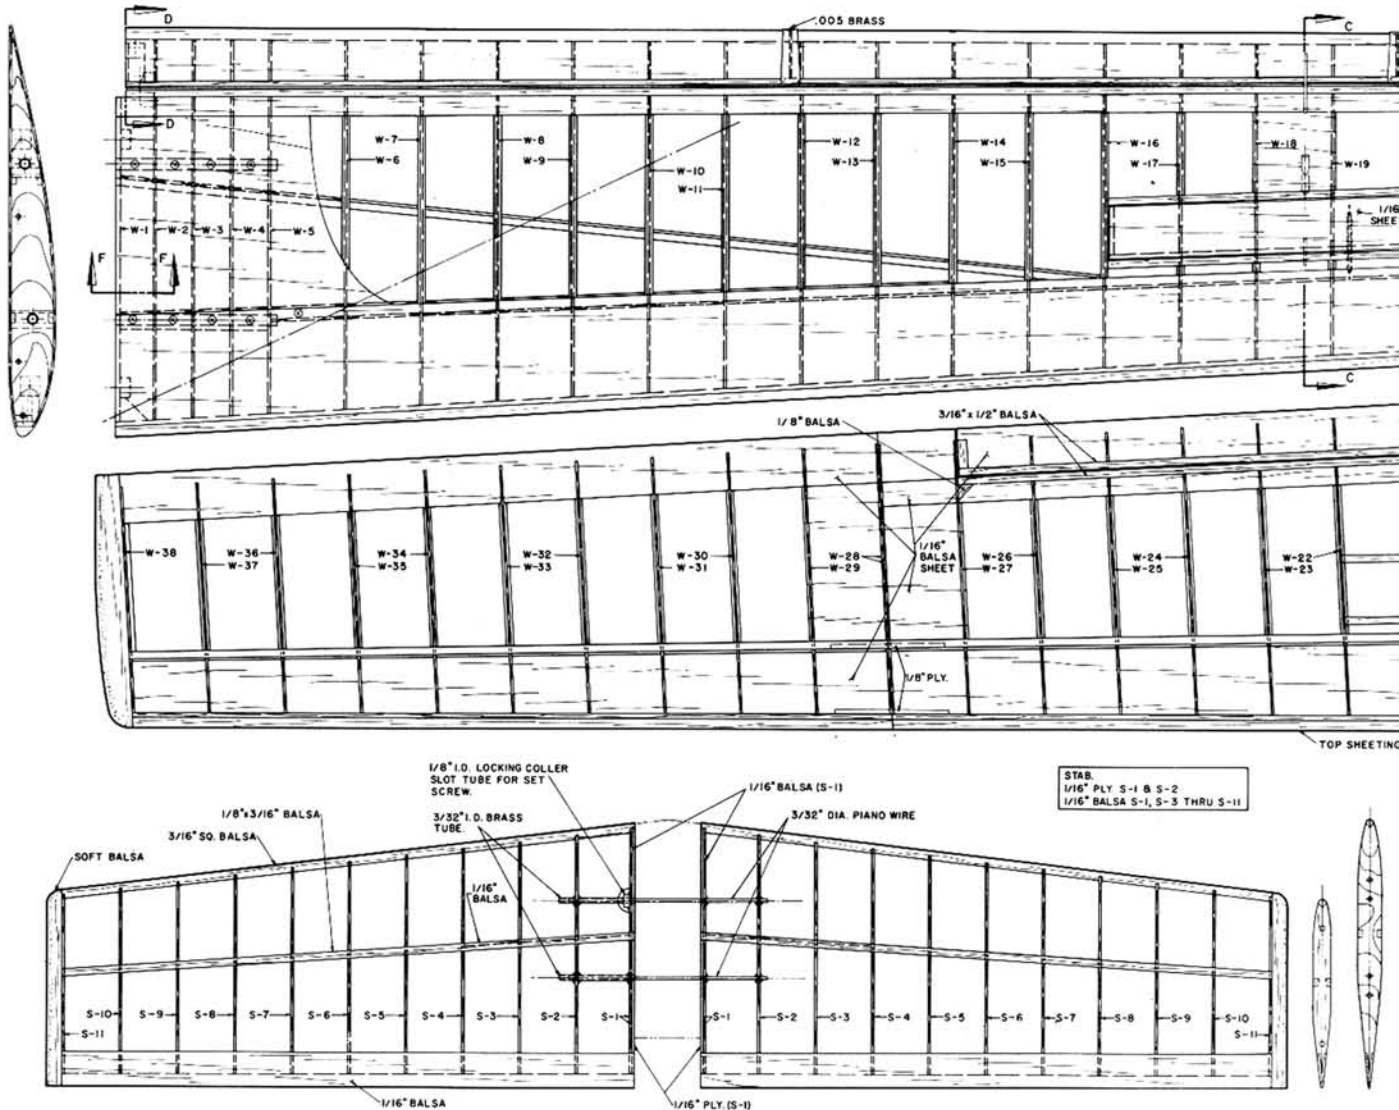 D
.005 BRASS
C
D
W-7
W-8
W-12
W-14
W-16
W-18
W-6
W-9
W-13
W-15
W-17
W-19
W-10
W-11
1/16
SHEE
W-1
W-2
W-3
W-4
W-5
F
F
C
1/8" BALSA
3/16" x 1/2" BALSA
W-38
W-36
W-37
W-34
W-35
W-32
W-33
W-30
W-31
W-28
W-29
1/16"
BALSA
SHEET
W-26
W-27
W-24
W-25
W-22
W-23
1/8" PLY.
TOP SHEETING
1/8" I.D. LOCKING COLLER
SLOT TUBE FOR SET
SCREW.
1/16" BALSA (S-1)
STAB.
1/16" PLY S-1 & S-2
1/16" BALSA S-1, S-3 THRU S-11
1/8" x 3/16" BALSA
3/32" I.D. BRASS
TUBE.
3/32" DIA. PIANO WIRE
3/16" SQ. BALSA
SOFT BALSA
1/16"
BALSA
S-10
S-9
S-8
S-7
S-6
S-5
S-4
S-3
S-2
S-1
S-1
S-2
S-3
S-4
S-5
S-6
S-7
S-8
S-9
S-10
S-11
S-11
1/16" BALSA
1/16" PLY. (S-1)